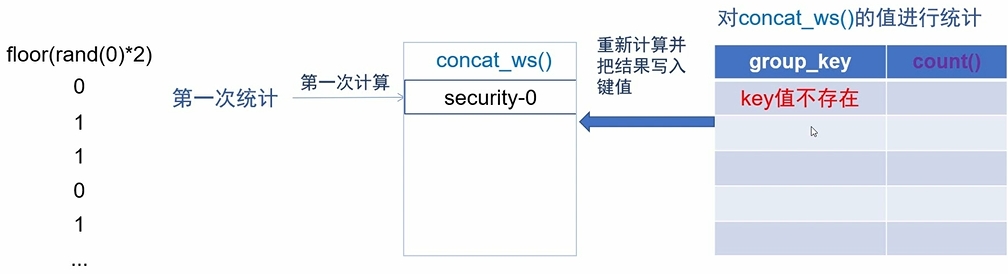 对concat_ws()的值进行统计
floor(rand(0)*2)
0
1
1
0
1
...
第一次统计
第一次计算
concat_ws()
security-0
重新计算并
把结果写入
键值
group_key count()
key值不存在